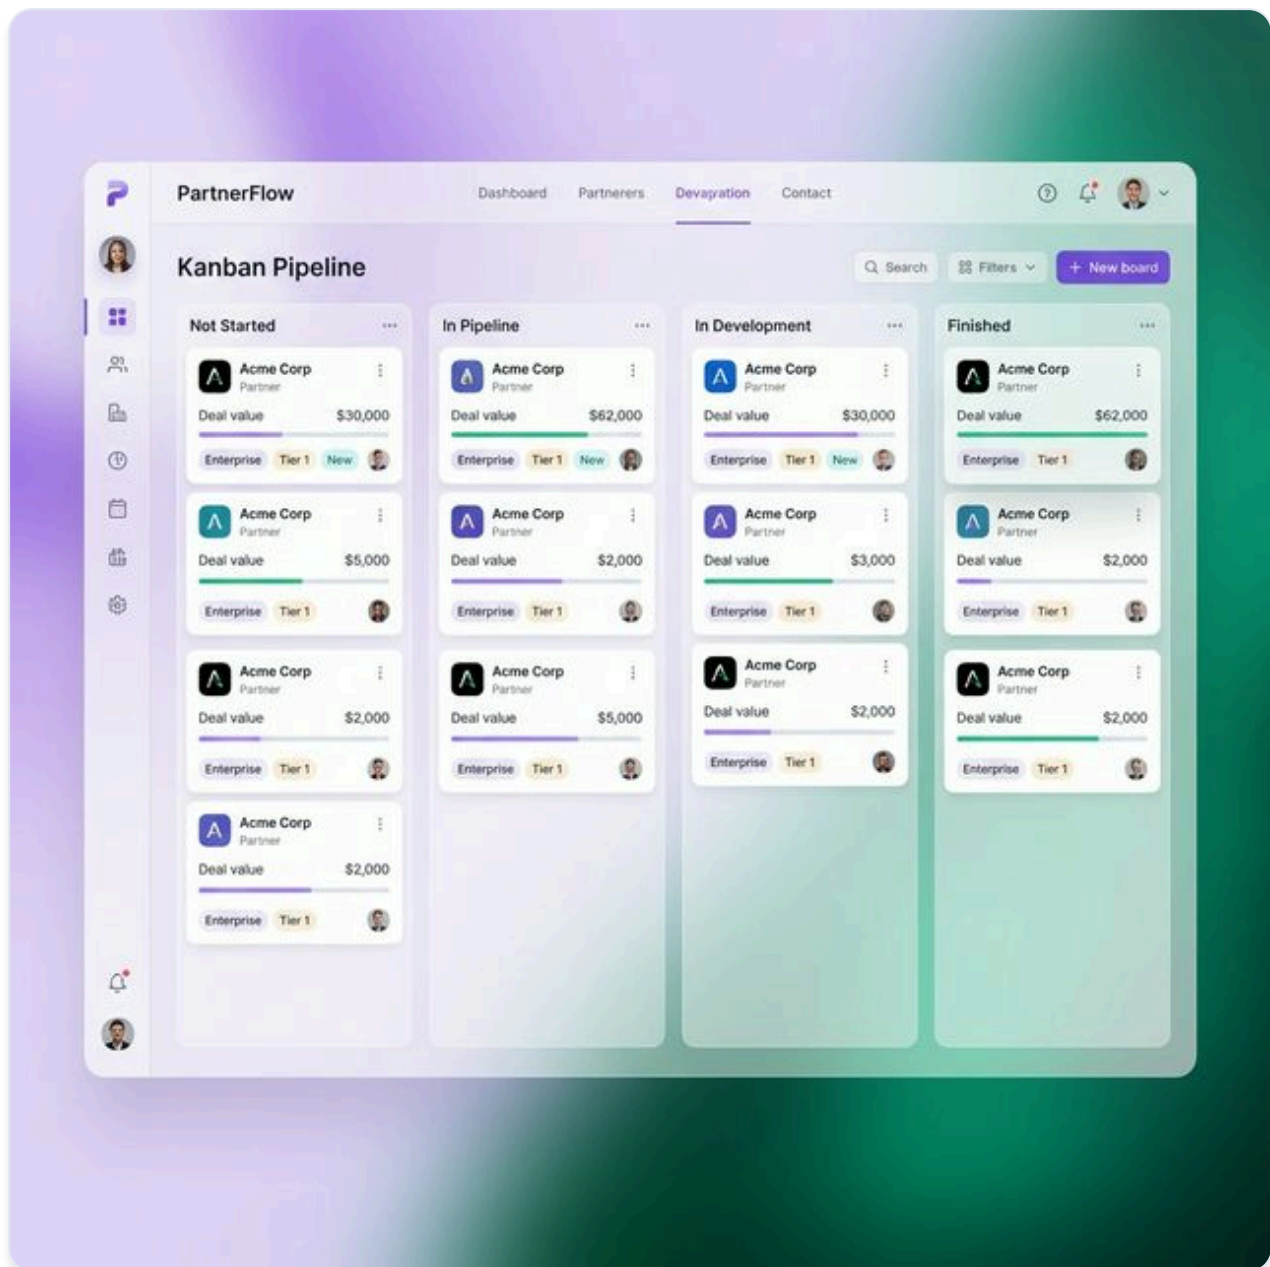 PartnerFlow
Dashboard
Partnerers
Devaypation
Contact
Kanban Pipeline
Search
Filters
+ New board
Not Started
Acme Corp
Partner
Deal value $30,000
Enterprise Tier 1 New
Acme Corp
Partner
Deal value $5,000
Enterprise Tier 1
Acme Corp
Partner
Deal value $2,000
Enterprise Tier 1
Acme Corp
Partner
Deal value $2,000
Enterprise Tier 1
In Pipeline
Acme Corp
Partner
Deal value $62,000
Enterprise Tier 1 New
Acme Corp
Partner
Deal value $2,000
Enterprise Tier 1
Acme Corp
Partner
Deal value $5,000
Enterprise Tier 1
In Development
Acme Corp
Partner
Deal value $30,000
Enterprise Tier 1 New
Acme Corp
Partner
Deal value $3,000
Enterprise Tier 1
Acme Corp
Partner
Deal value $2,000
Enterprise Tier 1
Finished
Acme Corp
Partner
Deal value $62,000
Enterprise Tier 1
Acme Corp
Partner
Deal value $2,000
Enterprise Tier 1
Acme Corp
Partner
Deal value $2,000
Enterprise Tier 1